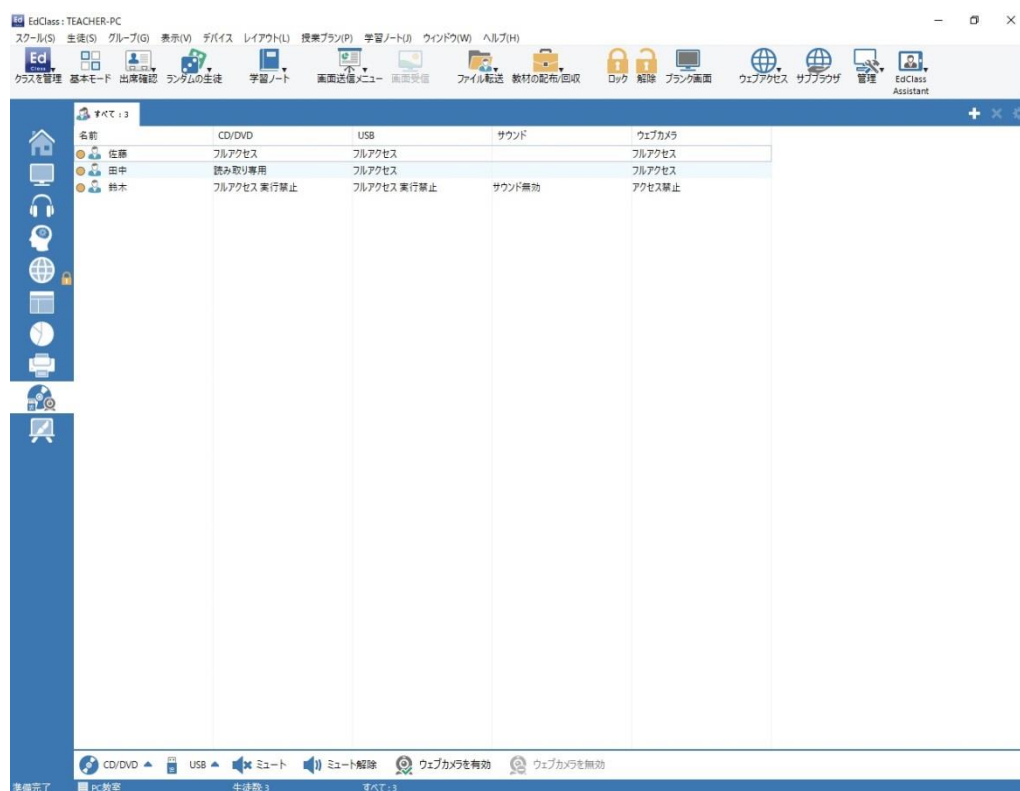 Ed EdClass : TEACHER-PC
スクール(S) 生徒(S) グループ(G) 表示(V) デバイス レイアウト(L) 授業プラン(P) 学習ノート(J) ウィンドウ(W) ヘルプ(H)
Ed
Class
クラスを管理 基本モード 出席確認 ランダムの生徒 学習ノート 画面送信メニュー 画面受信 ファイル転送 教材の配布/回収 ロック 解除 ブランク画面 ウェブアクセス サブブラウザ 管理 EdClass
Assistant
すべて : 3
名前 CD/DVD USB サウンド ウェブカメラ
佐藤 フルアクセス フルアクセス フルアクセス
田中 読み取り専用 フルアクセス フルアクセス
鈴木 フルアクセス 実行禁止 フルアクセス 実行禁止 サウンド無効 アクセス禁止
CD/DVD USB ミュート ミュート解除 ウェブカメラを有効 ウェブカメラを無効
準備完了 PC教室 生徒数: 3 すべて : 3